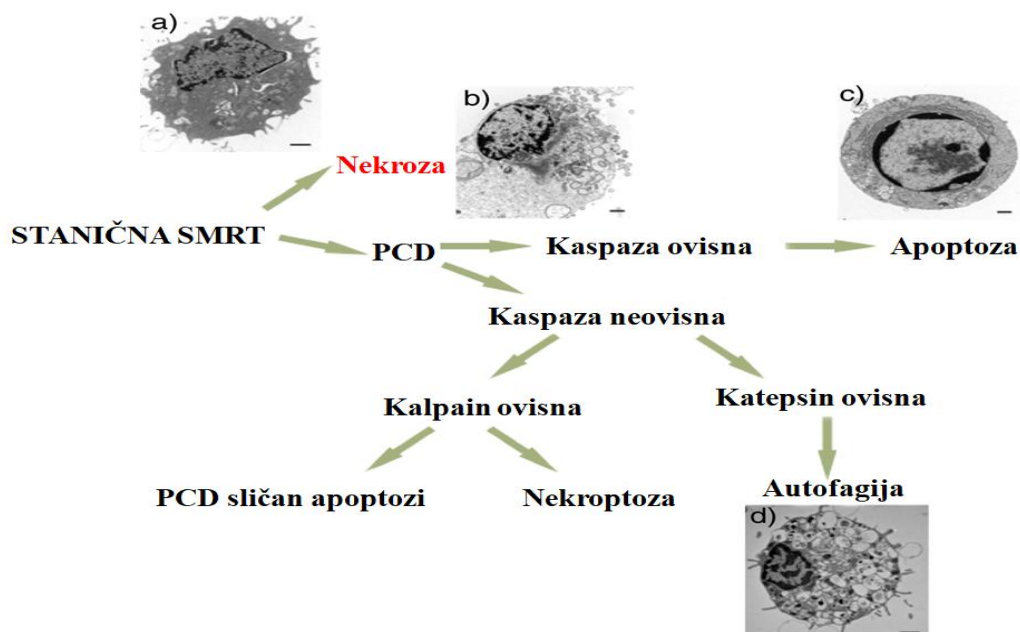 a)
b)
c)
Nekroza
STANIČNA SMRT
PCD
Kaspaza ovisna
Apoptoza
Kaspaza neovisna
Kalpain ovisna
Katepsin ovisna
PCD sličan apoptozi
Nekroptoza
Autofagija
d)